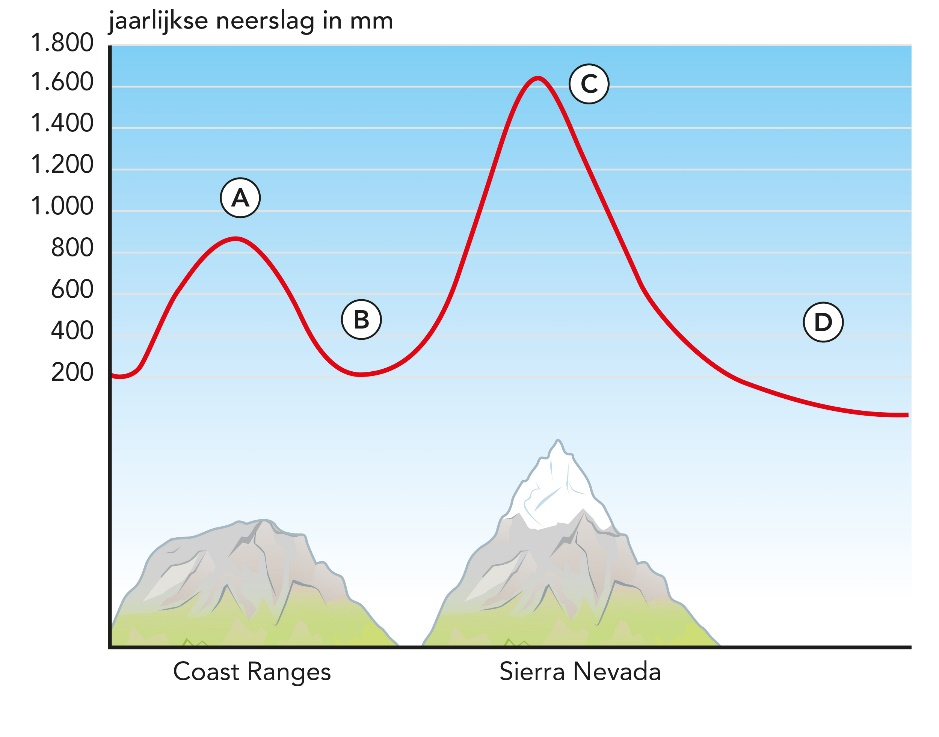 jaarlijkse neerslag in mm
1.800
1.600
1.400
1.200
1.000
800
600
400
200
A
B
C
D
Coast Ranges
Sierra Nevada